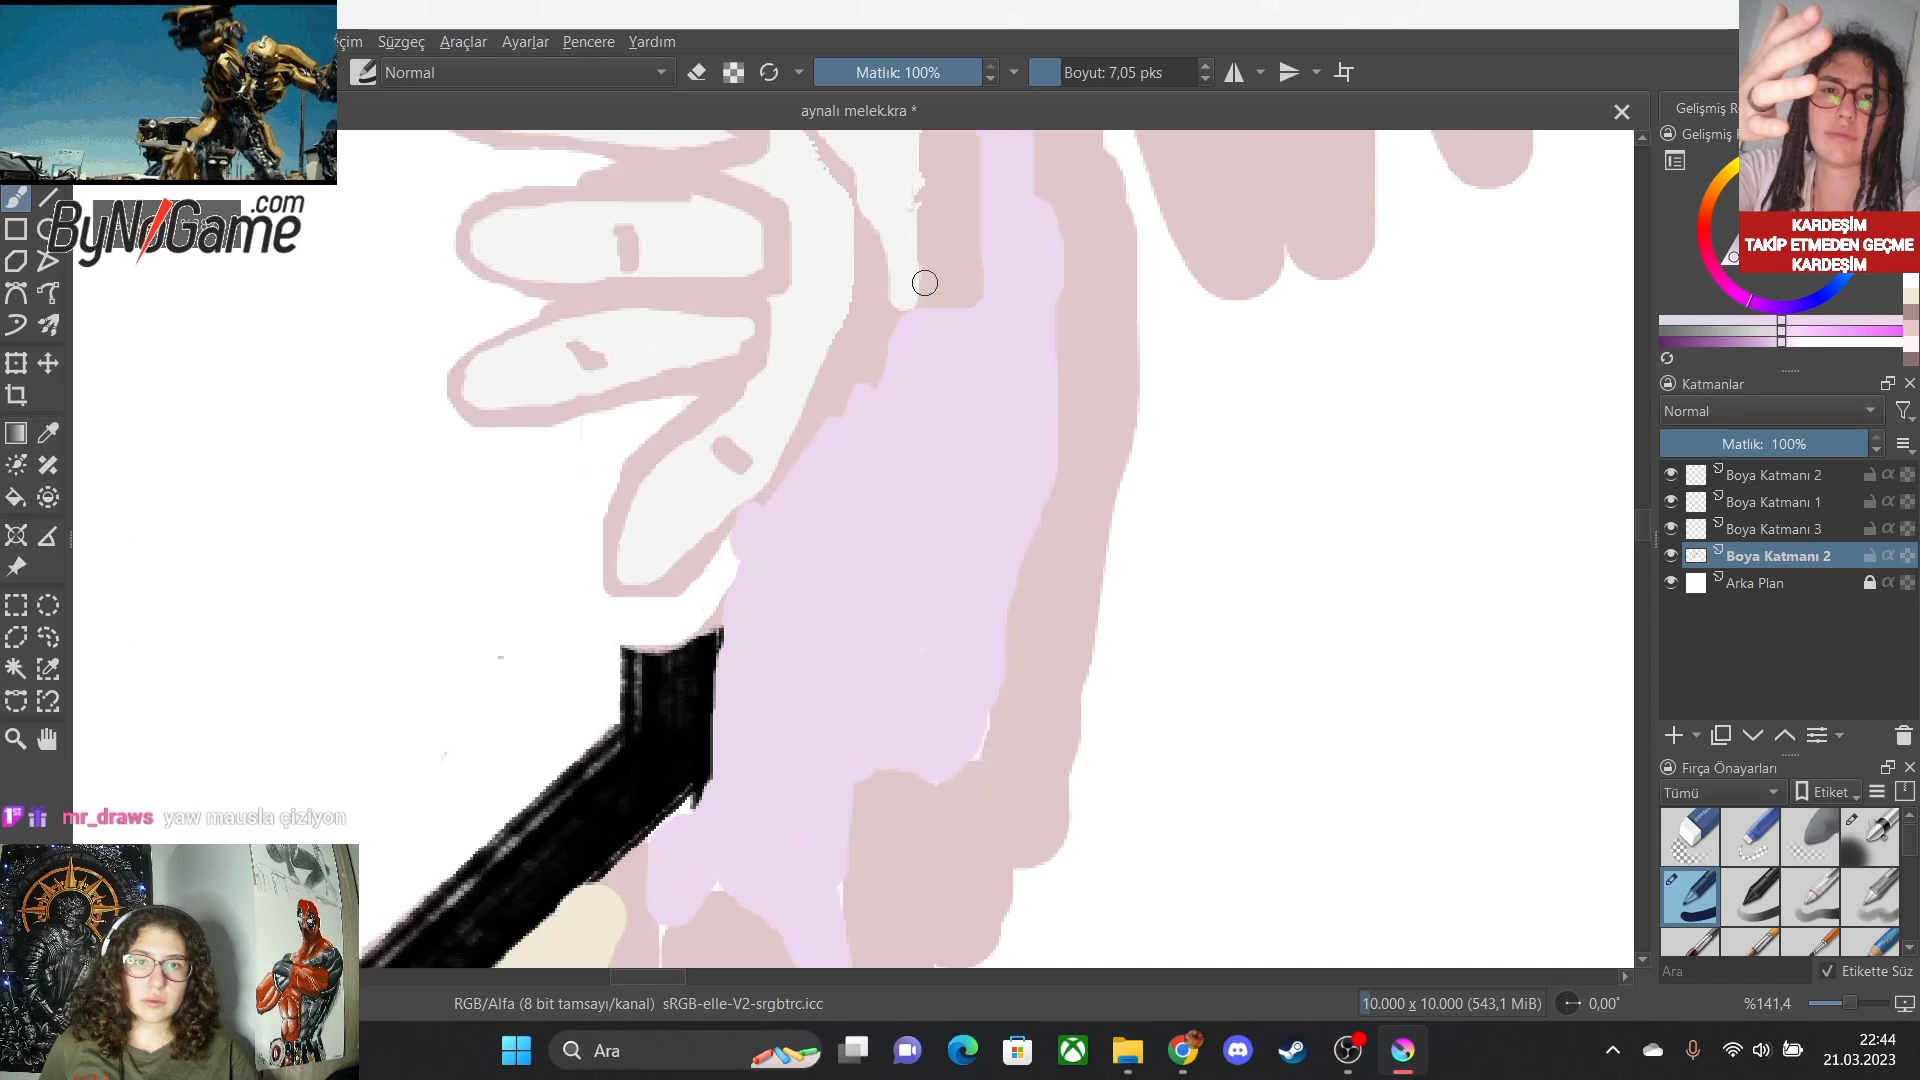 çim Süzgeç Araçlar Ayarlar Pencere Yardım
Normal
Matlık: 100%
Boyut: 7,05 pks
aynalı melek.kra *
ByNoGame
.com
Gelişmiş R
Gelişmiş
KARDEŞİM
TAKİP ETMEDEN GEÇME
KARDEŞİM
Katmanlar
Normal
Matlık: 100%
Boya Katmanı 2
Boya Katmanı 1
Boya Katmanı 3
Boya Katmanı 2
Arka Plan
Fırça Önayarları
Tümü
Etiket
1ST mr_draws yaw mausla çiziyon
Ara
Etikette Süz
RGB/Alfa (8 bit tamsayı/kanal) sRGB-elle-V2-srgbtrc.icc
10.000 x 10.000 (543,1 MiB)
0,00°
%141,4
Ara
22:44
21.03.2023